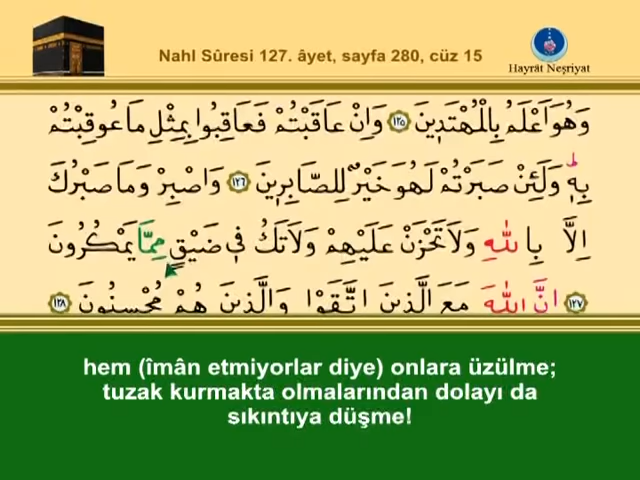 Nahl Sûresi 127. âyet, sayfa 280, cüz 15
Hayrât Neşriyat
وَهُوَ اَعْلَمُ بِالْمُهْتَد۪ينَ ﴿١٢٥﴾ وَاِنْ عَاقَبْتُمْ فَعَاقِبُوا بِمِثْلِ مَا عُوقِبْتُمْ
بِه۪ۜ وَلَئِنْ صَبَرْتُمْ لَهُوَ خَيْرٌ لِلصَّابِر۪ينَ ﴿١٢٦﴾ وَاصْبِرْ وَمَا صَبْرُكَ
اِلَّا بِاللّٰهِ وَلَا تَحْزَنْ عَلَيْهِمْ وَلَا تَكُ ف۪ي ضَيْقٍ مِمَّا يَمْكُرُونَ
﴿١٢٧﴾ اِنَّ اللّٰهَ مَعَ الَّذ۪ينَ اتَّقَوْا وَالَّذ۪ينَ هُمْ مُحْسِنُونَ ﴿١٢٨﴾
hem (îmân etmiyorlar diye) onlara üzülme;
tuzak kurmakta olmalarından dolayı da
sıkıntıya düşme!